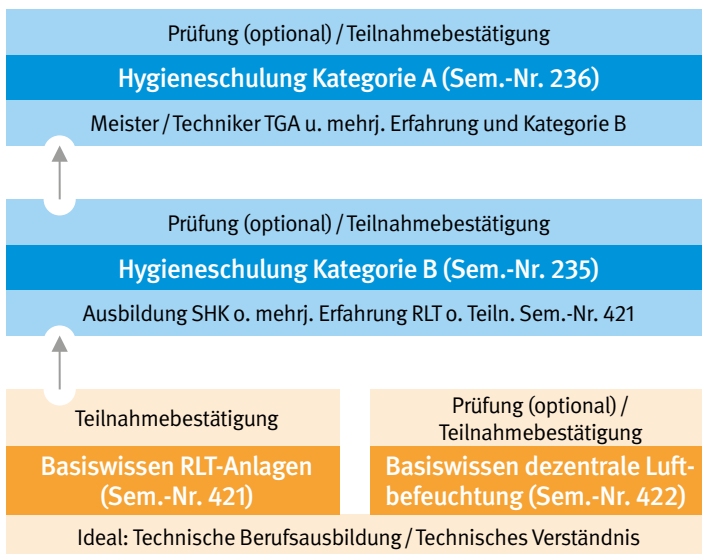 Prüfung (optional) / Teilnahmebestätigung
Hygieneschulung Kategorie A (Sem.-Nr. 236)
Meister / Techniker TGA u. mehrj. Erfahrung und Kategorie B
Prüfung (optional) / Teilnahmebestätigung
Hygieneschulung Kategorie B (Sem.-Nr. 235)
Ausbildung SHK o. mehrj. Erfahrung RLT o. Teiln. Sem.-Nr. 421
Teilnahmebestätigung
Basiswissen RLT-Anlagen
(Sem.-Nr. 421)
Prüfung (optional) /
Teilnahmebestätigung
Basiswissen dezentrale Luft-
befeuchtung (Sem.-Nr. 422)
Ideal: Technische Berufsausbildung / Technisches Verständnis